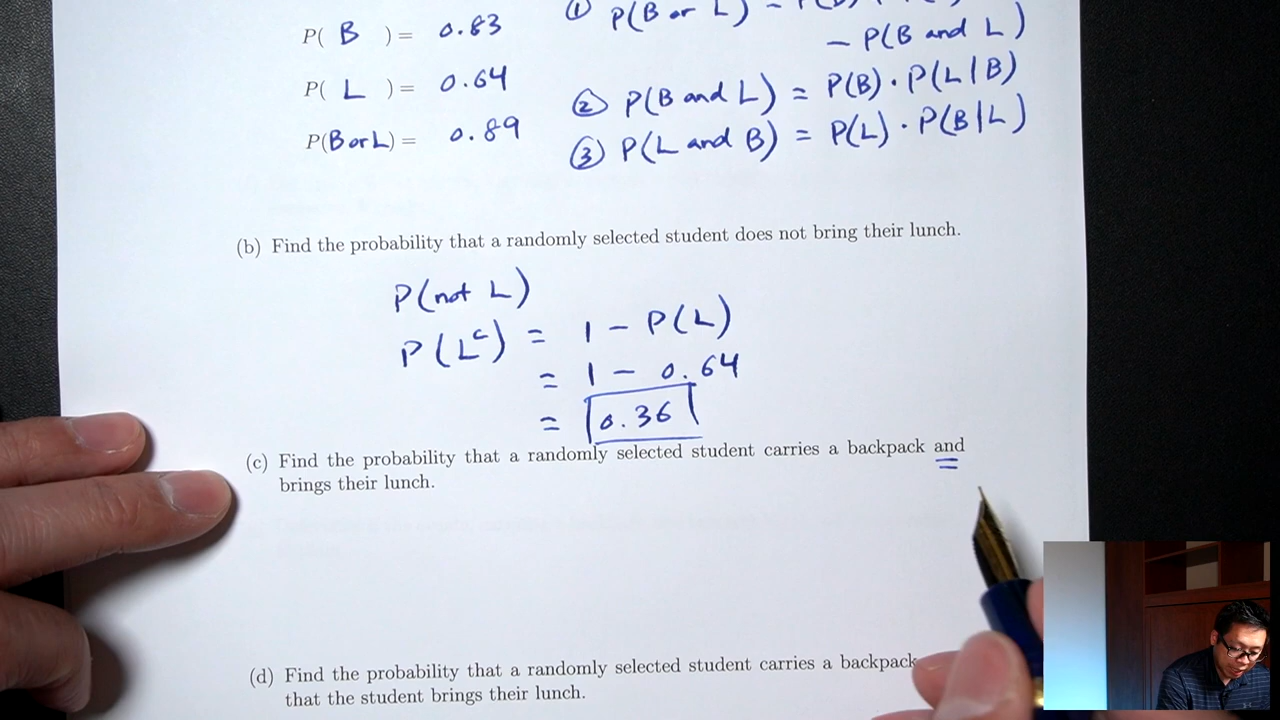 P( B ) = 0.83
① P(B or L) =
- P(B and L)
P( L ) = 0.64
② P(B and L) = P(B) · P(L|B)
P(B or L) = 0.89
③ P(L and B) = P(L) · P(B|L)
(b) Find the probability that a randomly selected student does not bring their lunch.
P(not L)
P(Lᶜ) = 1 - P(L)
= 1 - 0.64
= 0.36
(c) Find the probability that a randomly selected student carries a backpack and
brings their lunch.
(d) Find the probability that a randomly selected student carries a backpack
that the student brings their lunch.